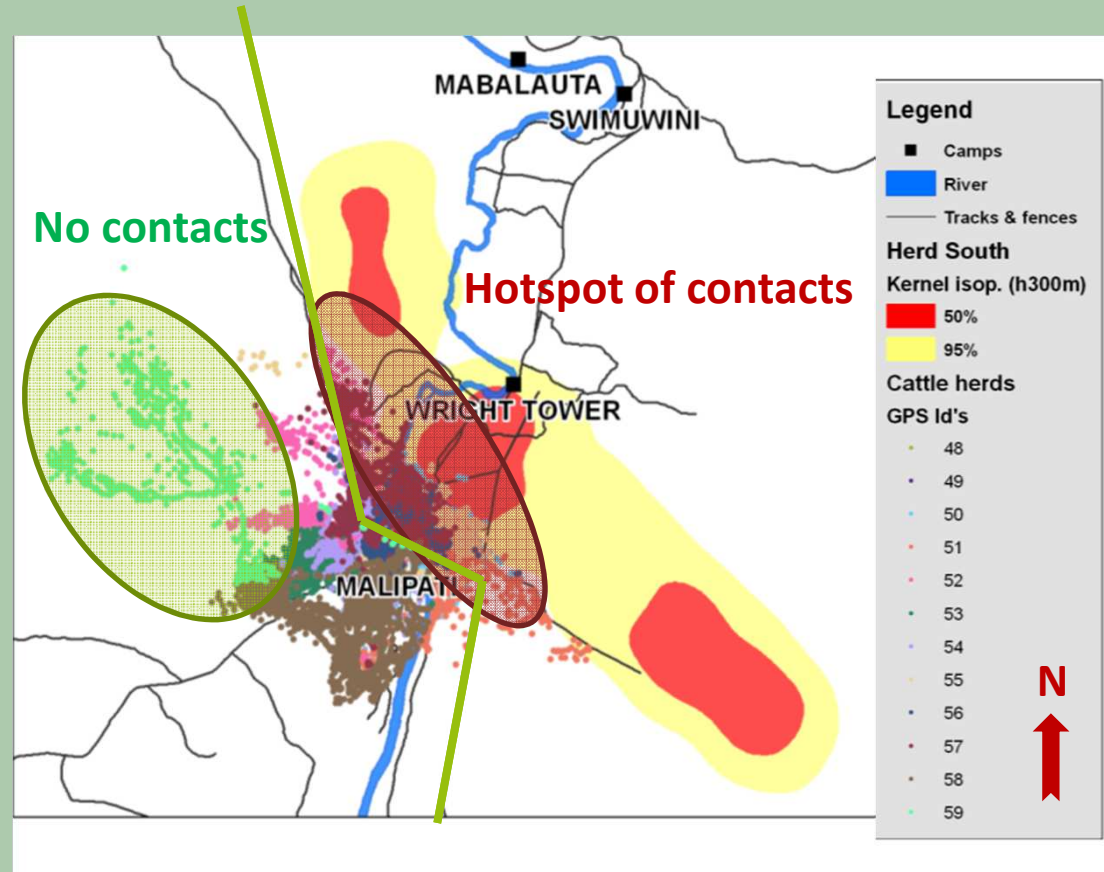 MABALAUTA
SWIMUWINI
No contacts
Hotspot of contacts
WRIGHT TOWER
MALIPATI
Legend
Camps
River
Tracks & fences
Herd South
Kernel isop. (h300m)
50%
95%
Cattle herds
GPS Id's
48
49
50
51
52
53
54
55
56
57
58
59
N